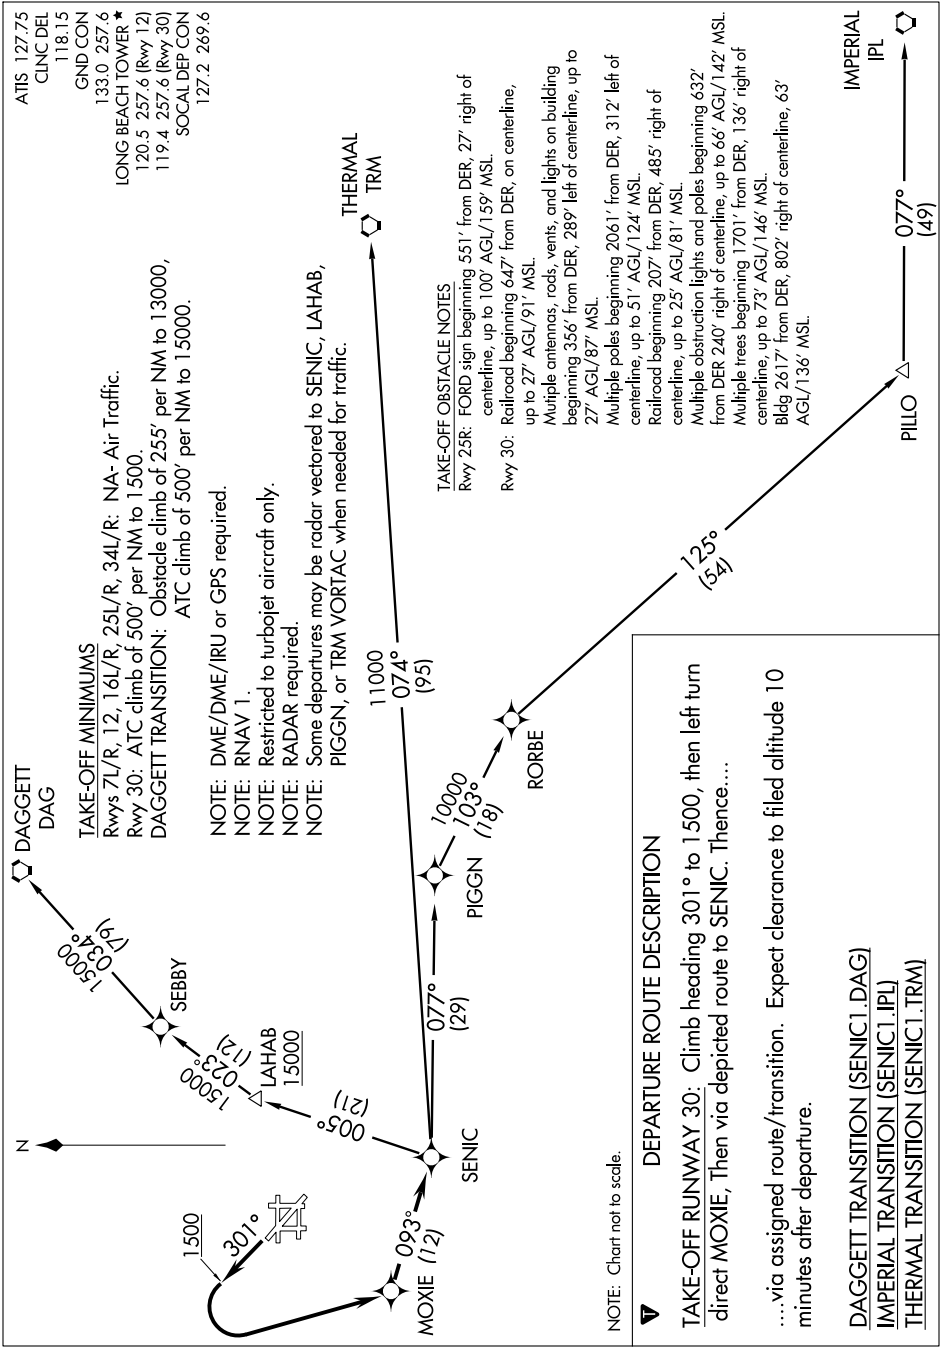 ATIS 127.75
CLNC DEL
118.15
GND CON
133.0 257.6
LONG BEACH TOWER★
120.5 257.6 (Rwy 12)
119.4 257.6 (Rwy 30)
SOCAL DEP CON
127.2 269.6
DAGGETT
DAG
TAKE-OFF MINIMUMS
Rwys 7L/R, 12, 16L/R, 25L/R, 34L/R: NA- Air Traffic.
Rwy 30: ATC climb of 500' per NM to 1500.
DAGGETT TRANSITION: Obstacle climb of 255' per NM to 13000,
ATC climb of 500' per NM to 15000.
NOTE: DME/DME/IRU or GPS required.
NOTE: RNAV 1.
NOTE: Restricted to turbojet aircraft only.
NOTE: RADAR required.
NOTE: Some departures may be radar vectored to SENIC, LAHAB,
PIGGN, or TRM VORTAC when needed for traffic.
15000
034°
(79)
SEBBY
15000
023°
(12)
LAHAB
15000
005°
(21)
N
1500
301°
MOXIE
093°
(12)
SENIC
077°
(29)
PIGGN
10000
103°
(18)
RORBE
11000
074°
(95)
THERMAL
TRM
125°
(54)
PILLO
077°
(49)
IMPERIAL
IPL
TAKE-OFF OBSTACLE NOTES
Rwy 25R: FORD sign beginning 551' from DER, 27' right of
centerline, up to 100' AGL/159' MSL.
Rwy 30: Railroad beginning 647' from DER, on centerline,
up to 27' AGL/91' MSL.
Mutiple antennas, rods, vents, and lights on building
beginning 356' from DER, 289' left of centerline, up to
27' AGL/87' MSL.
Multiple poles beginning 2061' from DER, 312' left of
centerline, up to 51' AGL/124' MSL.
Railroad beginning 207' from DER, 485' right of
centerline, up to 25' AGL/81' MSL.
Multiple obstruction lights and poles beginning 632'
from DER 240' right of centerline, up to 66' AGL/142' MSL.
Multiple trees beginning 1701' from DER, 136' right of
centerline, up to 73' AGL/146' MSL.
Bldg 2617' from DER, 802' right of centerline, 63'
AGL/136' MSL.
NOTE: Chart not to scale.
T
DEPARTURE ROUTE DESCRIPTION
TAKE-OFF RUNWAY 30: Climb heading 301° to 1500, then left turn
direct MOXIE, Then via depicted route to SENIC. Thence....
....via assigned route/transition. Expect clearance to filed altitude 10
minutes after departure.
DAGGETT TRANSITION (SENIC1.DAG)
IMPERIAL TRANSITION (SENIC1.IPL)
THERMAL TRANSITION (SENIC1.TRM)